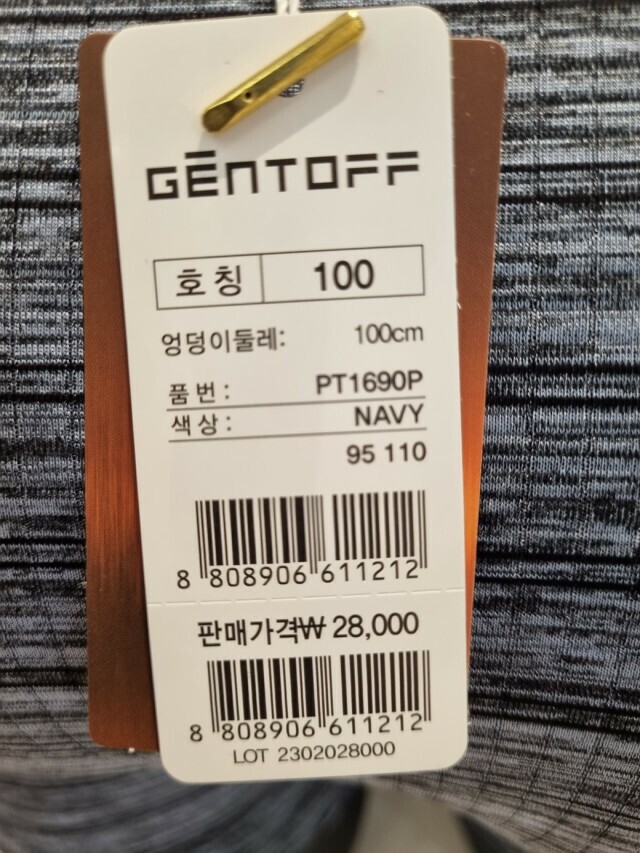 GENTOFF
호칭 100
엉덩이둘레: 100cm
품번: PT1690P
색상: NAVY
95 110
8 808906 611212
판매가격₩ 28,000
8 808906 611212
LOT 2302028000